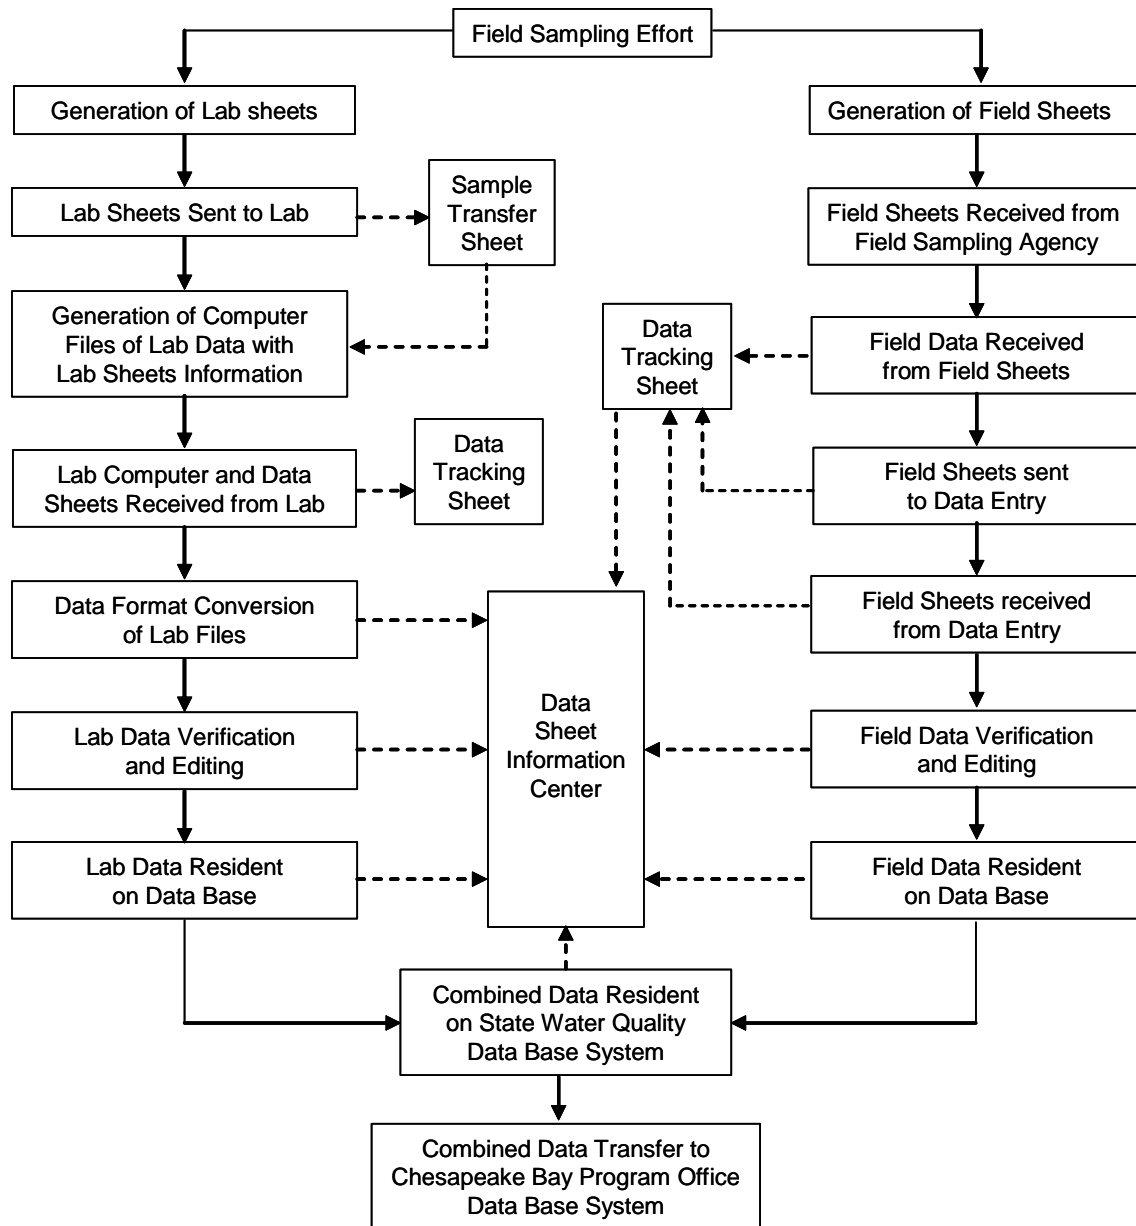 Field Sampling Effort
Generation of Lab sheets
Generation of Field Sheets
Lab Sheets Sent to Lab
Sample
Transfer
Sheet
Field Sheets Received from
Field Sampling Agency
Generation of Computer
Files of Lab Data with
Lab Sheets Information
Data
Tracking
Sheet
Field Data Received
from Field Sheets
Lab Computer and Data
Sheets Received from Lab
Data
Tracking
Sheet
Field Sheets sent
to Data Entry
Data Format Conversion
of Lab Files
Field Sheets received
from Data Entry
Data
Sheet
Information
Center
Lab Data Verification
and Editing
Field Data Verification
and Editing
Lab Data Resident
on Data Base
Field Data Resident
on Data Base
Combined Data Resident
on State Water Quality
Data Base System
Combined Data Transfer to
Chesapeake Bay Program Office
Data Base System